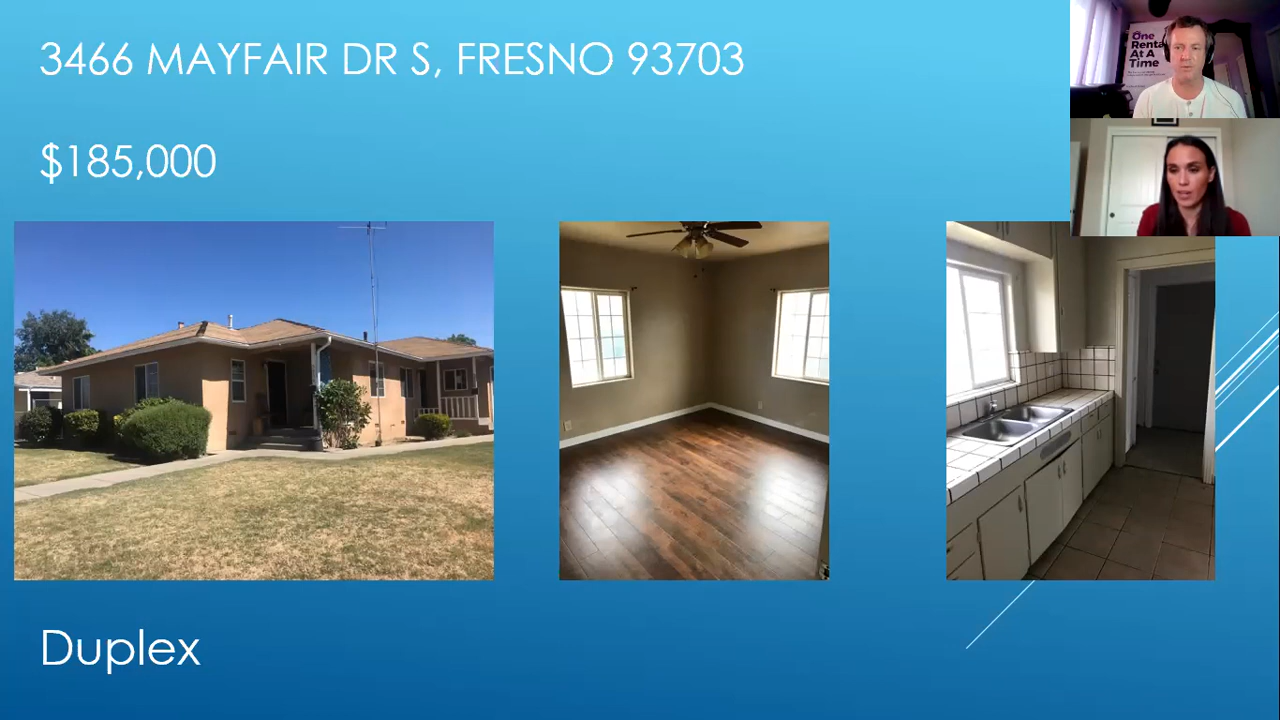 3466 MAYFAIR DR S, FRESNO 93703
$185,000
One
Rental
At A
Time
Duplex